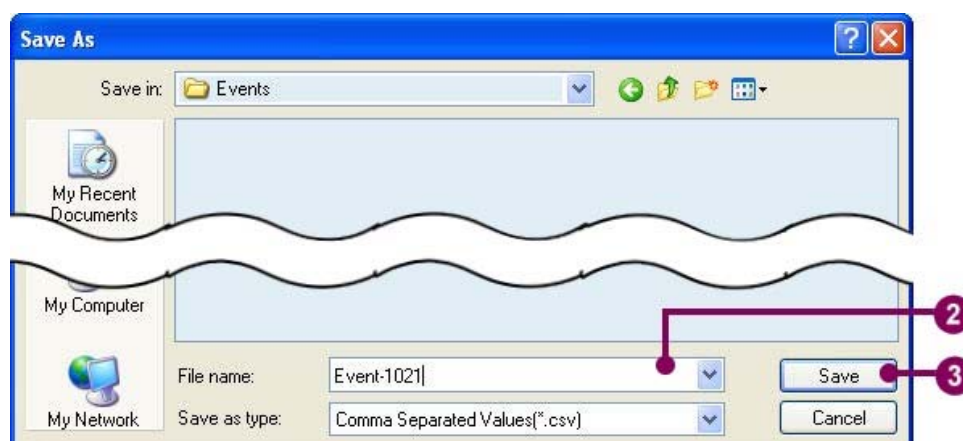 Save As
Save in: Events
My Recent
Documents
My Computer
2
File name: Event-1021
Save 3
My Network Save as type: Comma Separated Values(*.csv)
Cancel